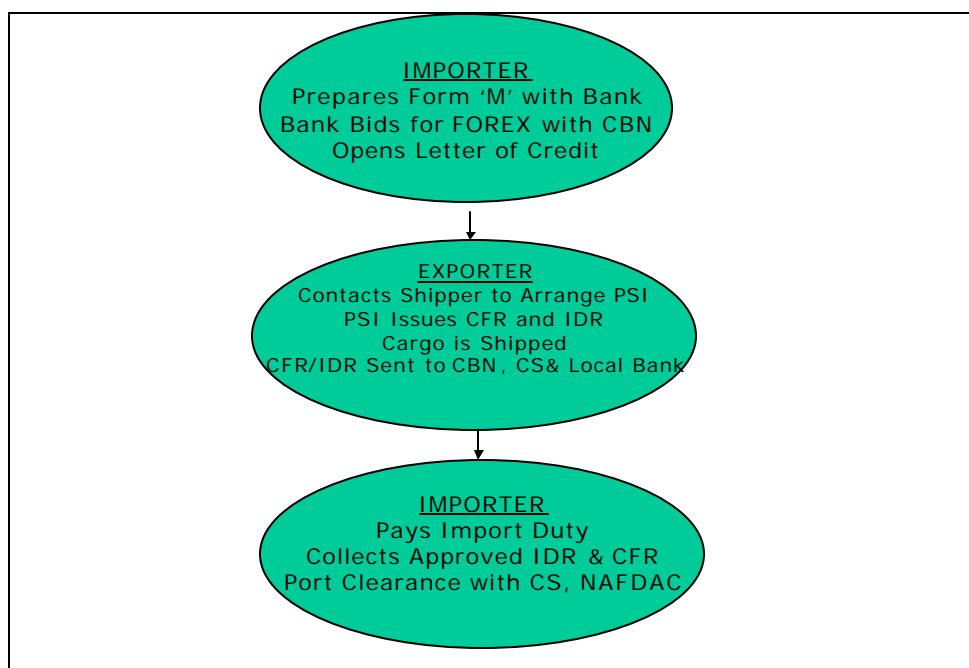 IMPORTER
Prepares Form ‘M’ with Bank
Bank Bids for FOREX with CBN
Opens Letter of Credit
EXPORTER
Contacts Shipper to Arrange PSI
PSI Issues CFR and IDR
Cargo is Shipped
CFR/IDR Sent to CBN, CS& Local Bank
IMPORTER
Pays Import Duty
Collects Approved IDR & CFR
Port Clearance with CS, NAFDAC